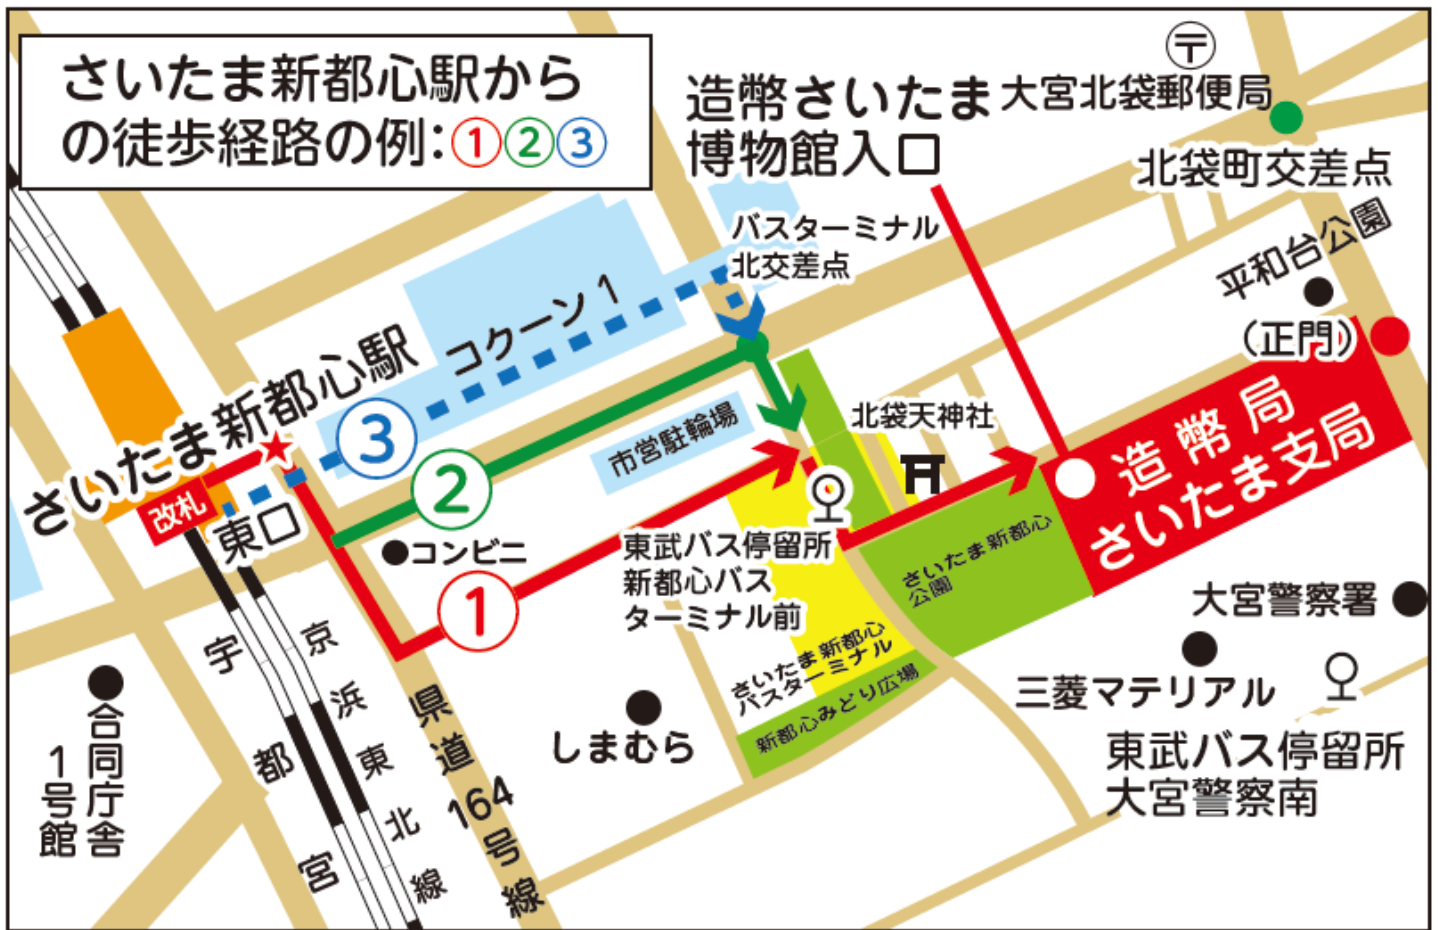 さいたま新都心駅から
の徒歩経路の例:①②③
造幣さいたま
博物館入口
〒
大宮北袋郵便局
北袋町交差点
バスターミナル
北交差点
平和台公園
(正門)
コクーン1
さいたま新都心駅
③
市営駐輪場
北袋天神社
造幣局
さいたま支局
改札
東口
②
コンビニ
①
東武バス停留所
新都心バス
ターミナル前
さいたま新都心
公園
さいたま新都心
バスターミナル
新都心みどり広場
大宮警察署
三菱マテリアル
東武バス停留所
大宮警察南
しまむら
合同庁舎
1号館
宇都宮
京浜東北線
県道164号線